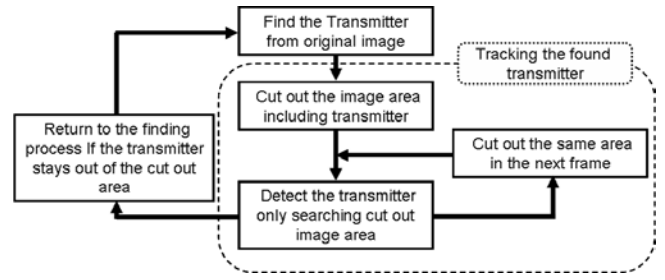 Find the Transmitter
from original image
Tracking the found
transmitter
Cut out the image area
including transmitter
Return to the finding
process If the transmitter
stays out of the cut out
area
Cut out the same area
in the next frame
Detect the transmitter
only searching cut out
image area